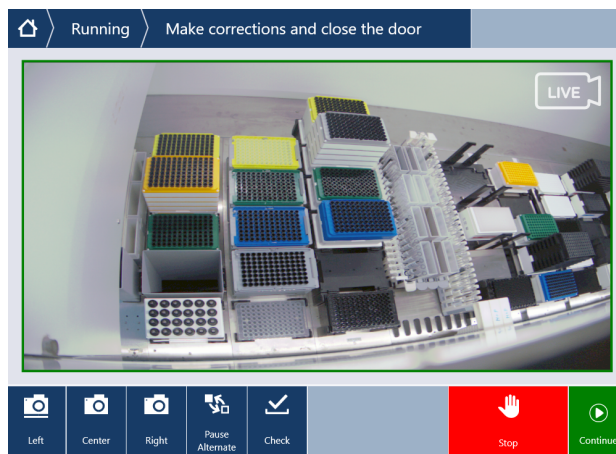 Running
Make corrections and close the door
LIVE
Left
Center
Right
Pause
Alternate
Check
Stop
Continue